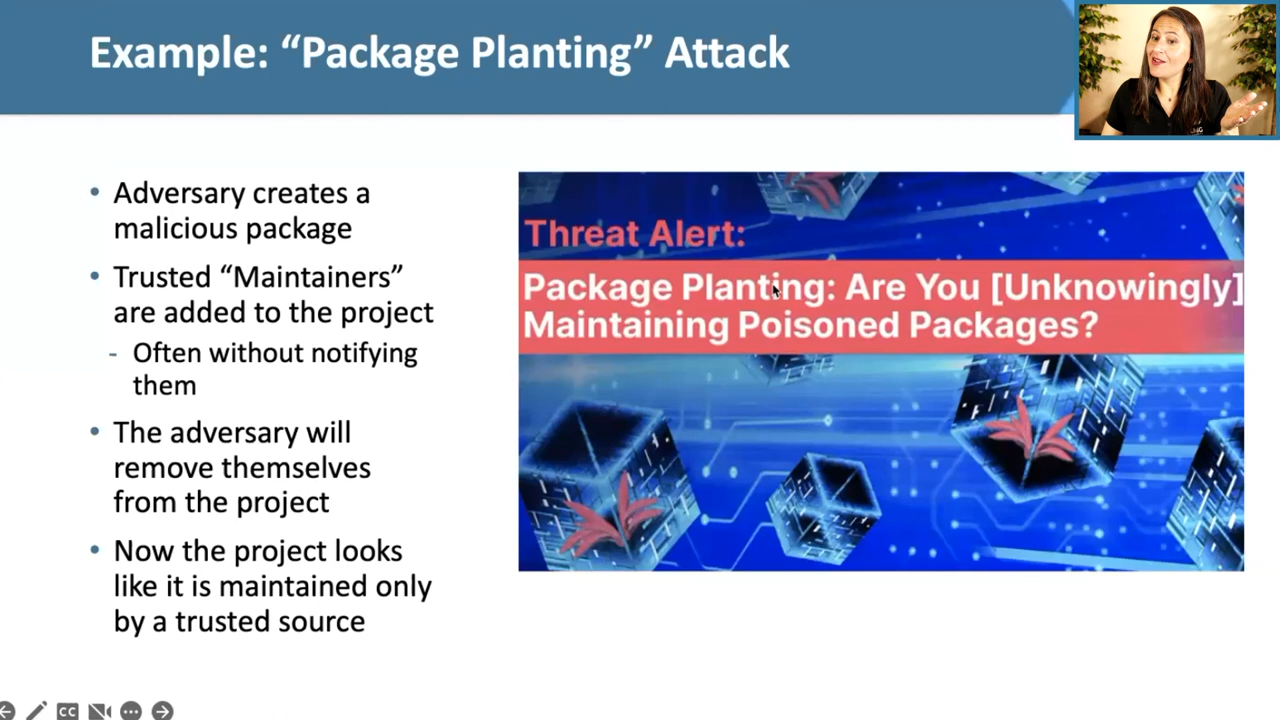 Example: “Package Planting” Attack
• Adversary creates a
malicious package
• Trusted “Maintainers”
are added to the project
- Often without notifying
them
• The adversary will
remove themselves
from the project
• Now the project looks
like it is maintained only
by a trusted source
Threat Alert:
Package Planting: Are You [Unknowingly]
Maintaining Poisoned Packages?
CC